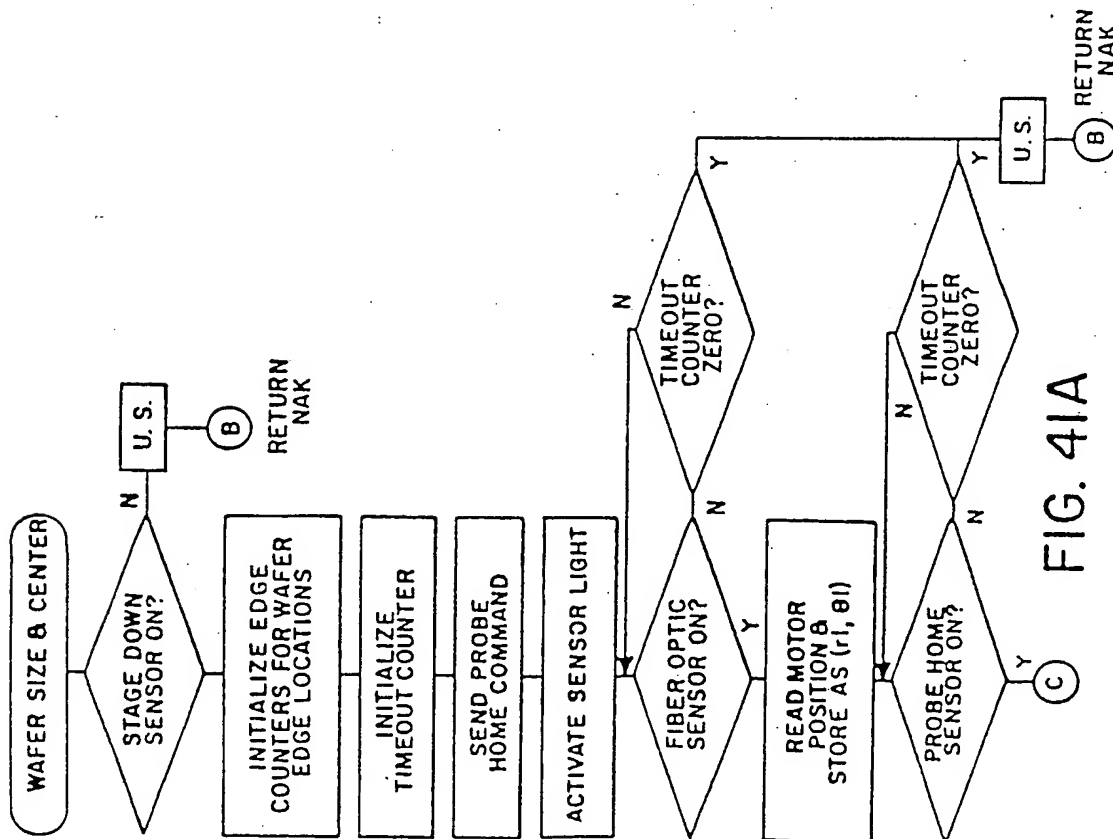 WAFER SIZE & CENTER
STAGE DOWN
SENSOR ON?
N
U.S.
B
RETURN
NAK
INITIALIZE EDGE
COUNTERS FOR WAFER
EDGE LOCATIONS
INITIALIZE
TIMEOUT COUNTER
SEND PROBE
HOME COMMAND
ACTIVATE SENSOR LIGHT
FIBER OPTIC
SENSOR ON?
N
Y
TIMEOUT
COUNTER
ZERO?
N
Y
READ MOTOR
POSITION &
STORE AS (r1, θ1)
PROBE HOME
SENSOR ON?
N
Y
C
TIMEOUT
COUNTER
ZERO?
N
Y
U.S.
B
RETURN
NAK
FIG. 41A